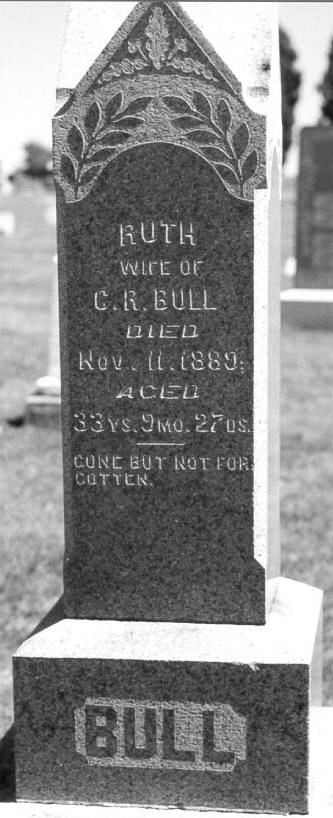 RUTH
WIFE OF
C. R. BULL
DIED
NOV. 11. 1889;
AGED
33 YS. 9 MO. 27 DS.
GONE BUT NOT FOR
GOTTEN.
BULL